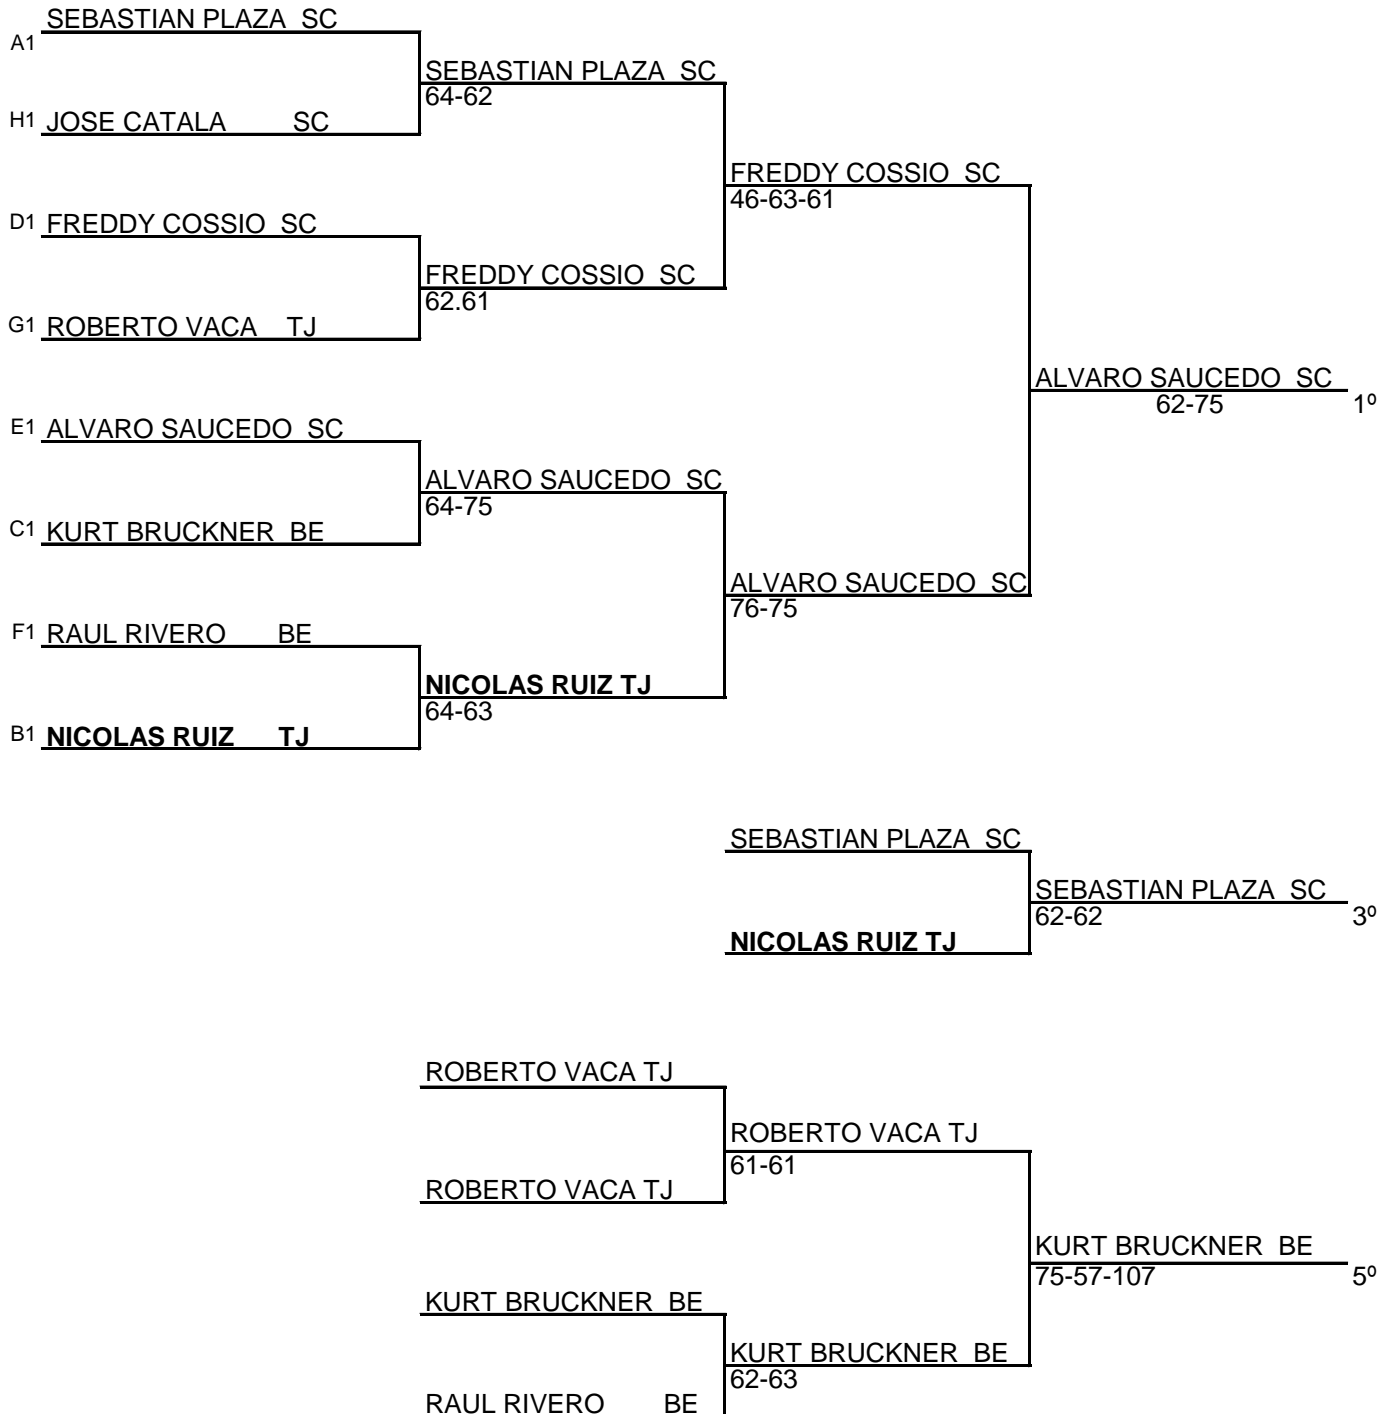 SEBASTIAN PLAZA SC
A1
SEBASTIAN PLAZA SC
64-62
H1 JOSE CATALA SC
FREDDY COSSIO SC
46-63-61
D1 FREDDY COSSIO SC
FREDDY COSSIO SC
62.61
G1 ROBERTO VACA TJ
ALVARO SAUCEDO SC
62-75 1º
E1 ALVARO SAUCEDO SC
ALVARO SAUCEDO SC
64-75
C1 KURT BRUCKNER BE
ALVARO SAUCEDO SC
76-75
F1 RAUL RIVERO BE
NICOLAS RUIZ TJ
64-63
B1 NICOLAS RUIZ TJ
SEBASTIAN PLAZA SC
SEBASTIAN PLAZA SC
62-62 3º
NICOLAS RUIZ TJ
ROBERTO VACA TJ
ROBERTO VACA TJ
61-61
ROBERTO VACA TJ
KURT BRUCKNER BE
75-57-107 5º
KURT BRUCKNER BE
KURT BRUCKNER BE
62-63
RAUL RIVERO BE